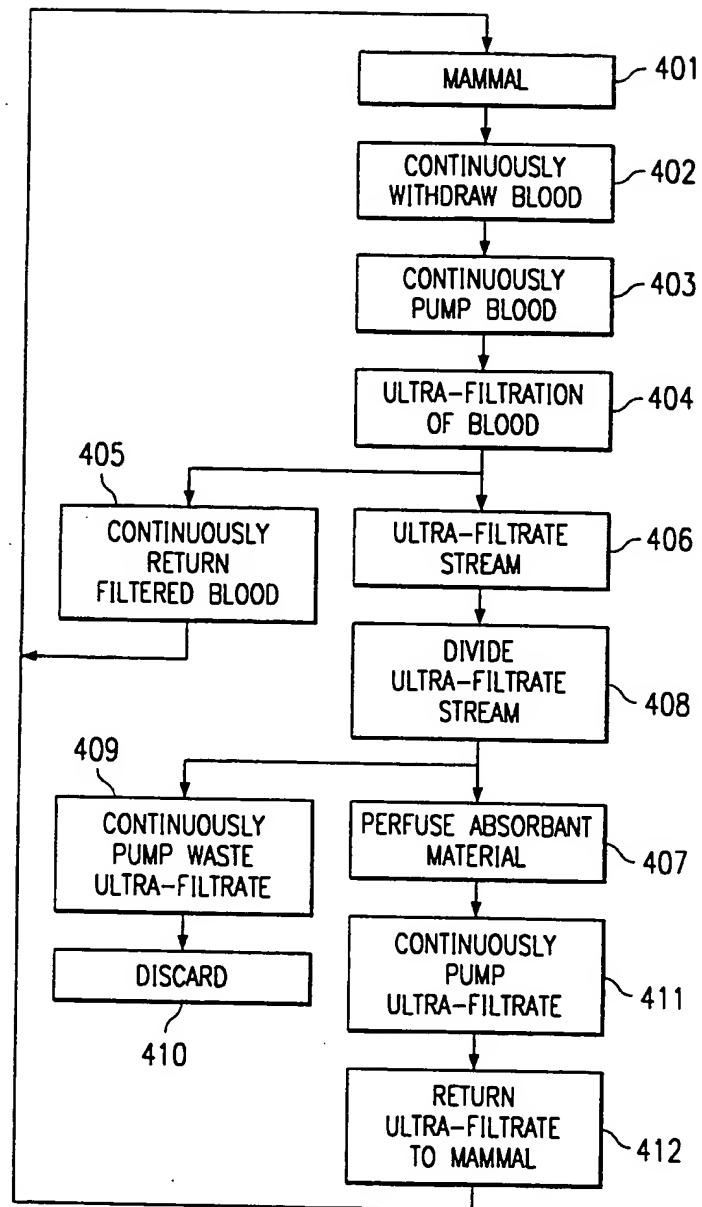 MAMMAL
401
CONTINUOUSLY
WITHDRAW BLOOD
402
CONTINUOUSLY
PUMP BLOOD
403
ULTRA-FILTRATION
OF BLOOD
404
405
CONTINUOUSLY
RETURN
FILTERED BLOOD
ULTRA-FILTRATE
STREAM
406
DIVIDE
ULTRA-FILTRATE
STREAM
408
409
CONTINUOUSLY
PUMP WASTE
ULTRA-FILTRATE
PERFUSE ABSORBANT
MATERIAL
407
DISCARD
410
CONTINUOUSLY
PUMP
ULTRA-FILTRATE
411
RETURN
ULTRA-FILTRATE
TO MAMMAL
412